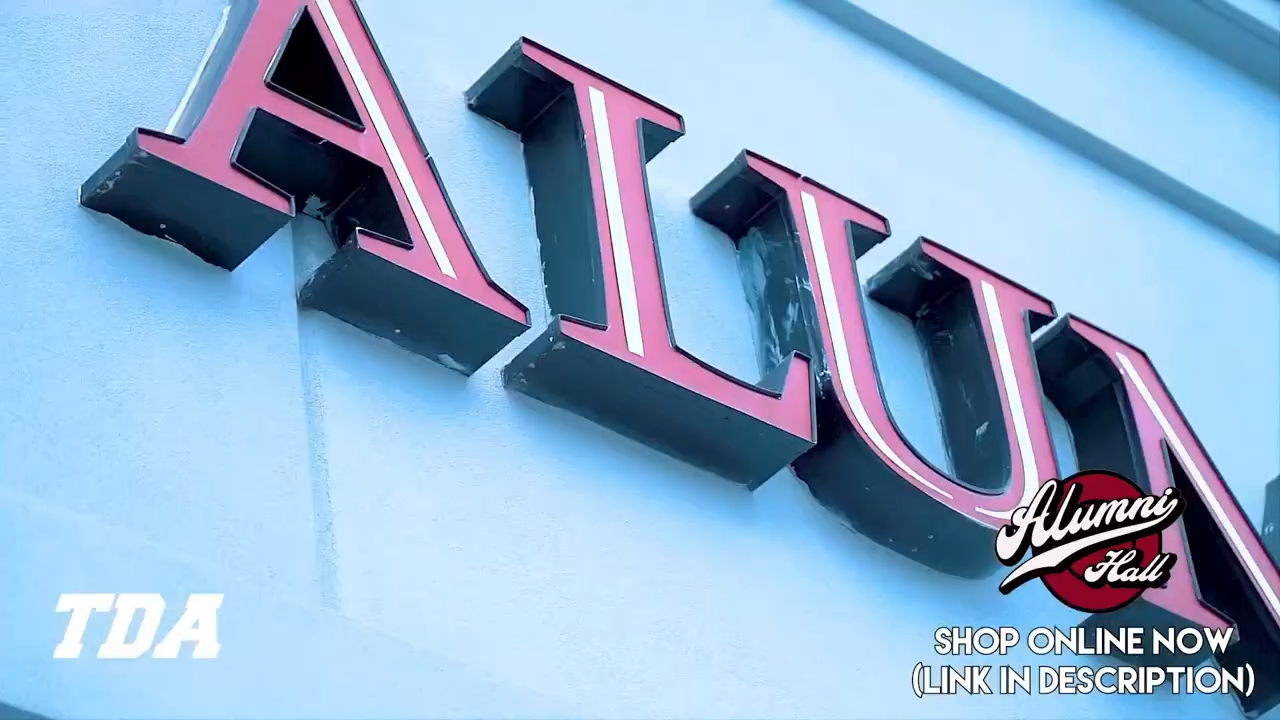 ALUM
Alumni
Hall
TDA
SHOP ONLINE NOW
(LINK IN DESCRIPTION)